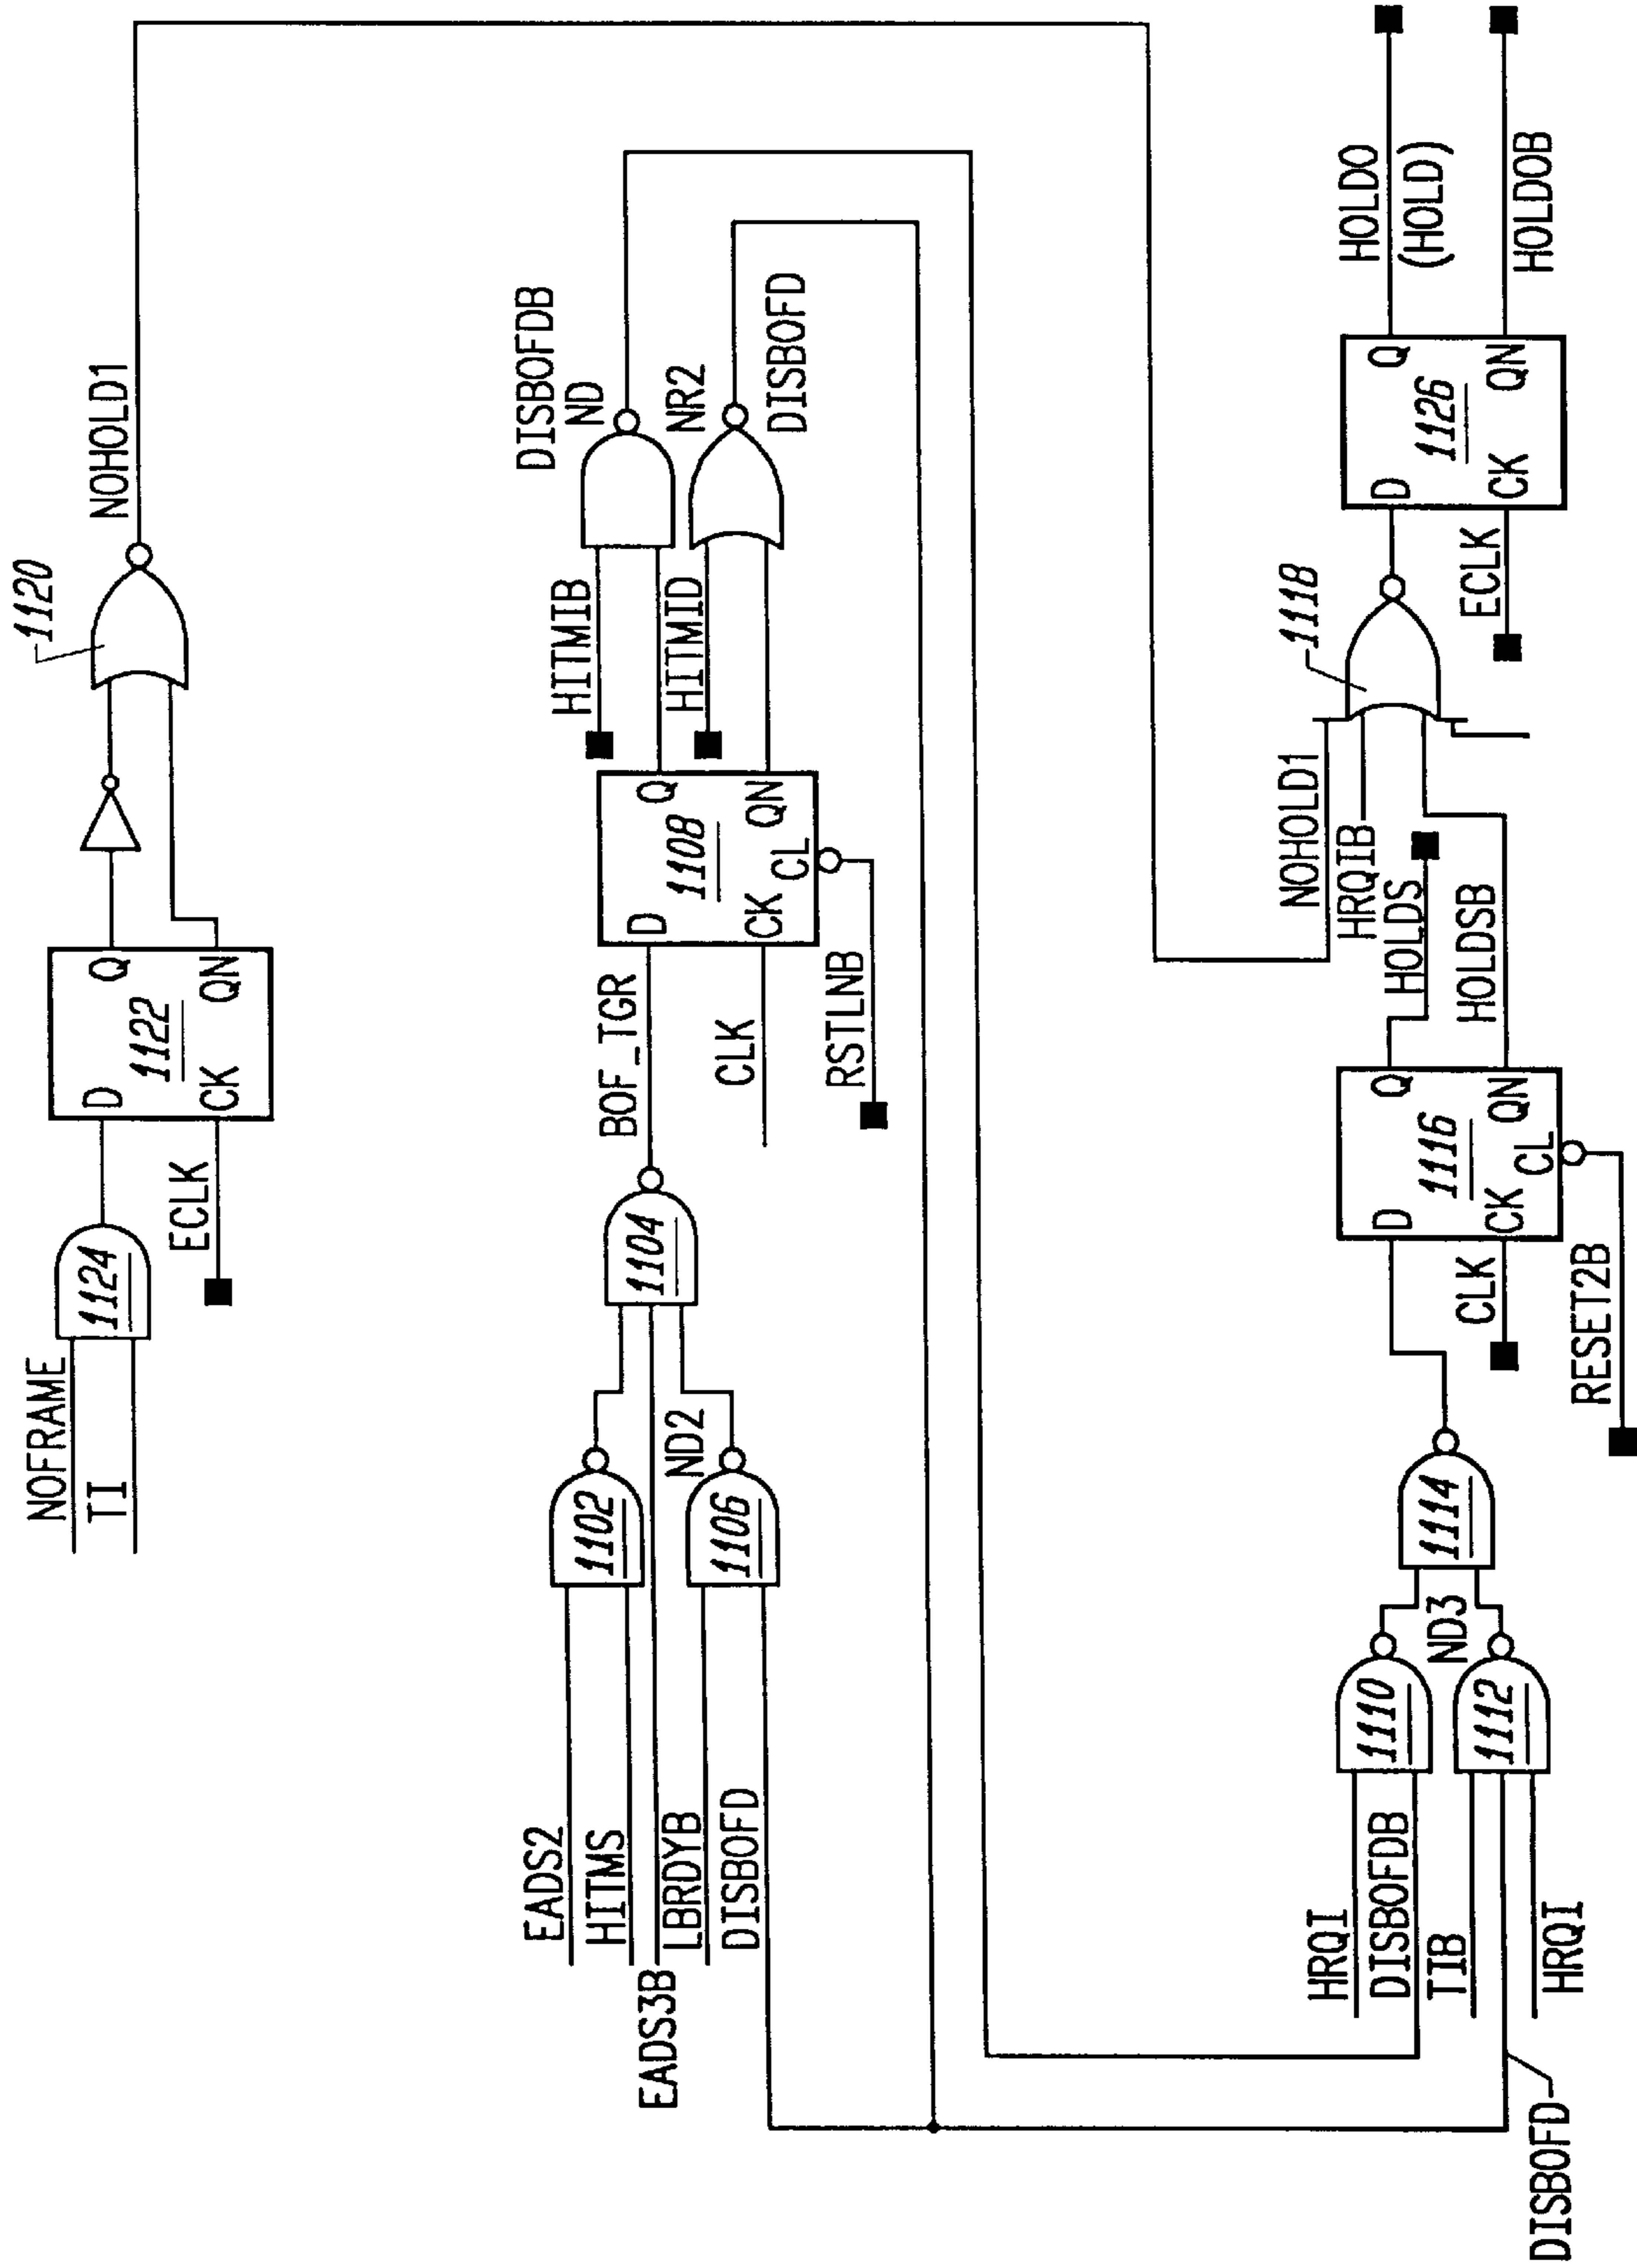 NOFRAME
TI
1124
ECLK
D
1122
CK
Q
QN
1120
NOHOLD1
EADS2
HITMS
EADS3B
LBRDYB
DISBOFD
1102
ND2
1106
1104
BOF_TGR
CLK
RSTLNB
D
1108
CK
CL
Q
QN
HITMIB
HITMID
DISBOFDB
ND
NR2
DISBOFD
HRQI
DISBOFDB
TIB
HRQI
DISBOFD
1110
ND3
1112
1114
CLK
RESET2B
D
1116
CK
CL
Q
QN
NOHOLD1
HRQIB
HOLDS
HOLDSB
1118
ECLK
D
1126
CK
Q
QN
HOLDO
(HOLD)
HOLDOB